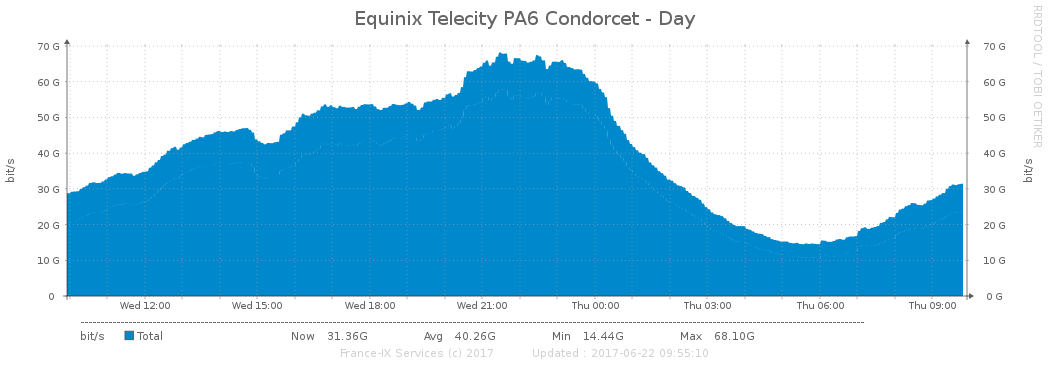 Equinix Telecity PA6 Condorcet - Day
RRDTOOL / TOBI OETIKER
70 G 70 G
60 G 60 G
50 G 50 G
40 G 40 G
30 G 30 G
20 G 20 G
10 G 10 G
0 0 G
bit/s bit/s
Wed 12:00 Wed 15:00 Wed 18:00 Wed 21:00 Thu 00:00 Thu 03:00 Thu 06:00 Thu 09:00
bit/s Total Now 31.36G Avg 40.26G Min 14.44G Max 68.10G
France-IX Services (c) 2017 Updated : 2017-06-22 09:55:10